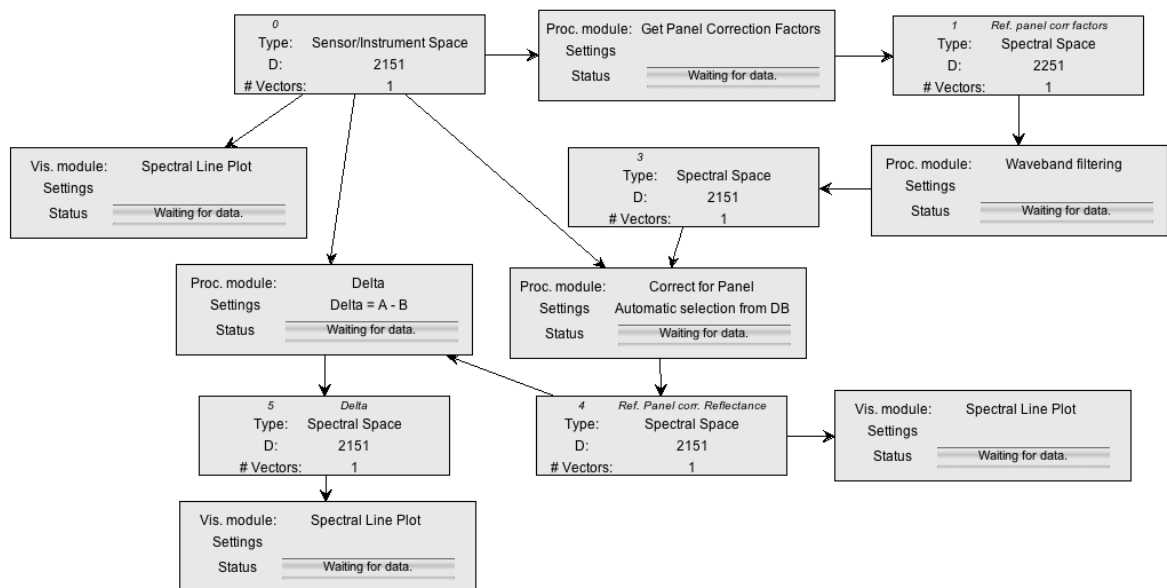 0
Type: Sensor/Instrument Space
D: 2151
# Vectors: 1
Proc. module: Get Panel Correction Factors
Settings
Status Waiting for data.
1 Ref. panel corr factors
Type: Spectral Space
D: 2251
# Vectors: 1
Vis. module: Spectral Line Plot
Settings
Status Waiting for data.
3
Type: Spectral Space
D: 2151
# Vectors: 1
Proc. module: Waveband filtering
Settings
Status Waiting for data.
Proc. module: Delta
Settings Delta = A - B
Status Waiting for data.
Proc. module: Correct for Panel
Settings Automatic selection from DB
Status Waiting for data.
5 Delta
Type: Spectral Space
D: 2151
# Vectors: 1
4 Ref. Panel corr. Reflectance
Type: Spectral Space
D: 2151
# Vectors: 1
Vis. module: Spectral Line Plot
Settings
Status Waiting for data.
Vis. module: Spectral Line Plot
Settings
Status Waiting for data.